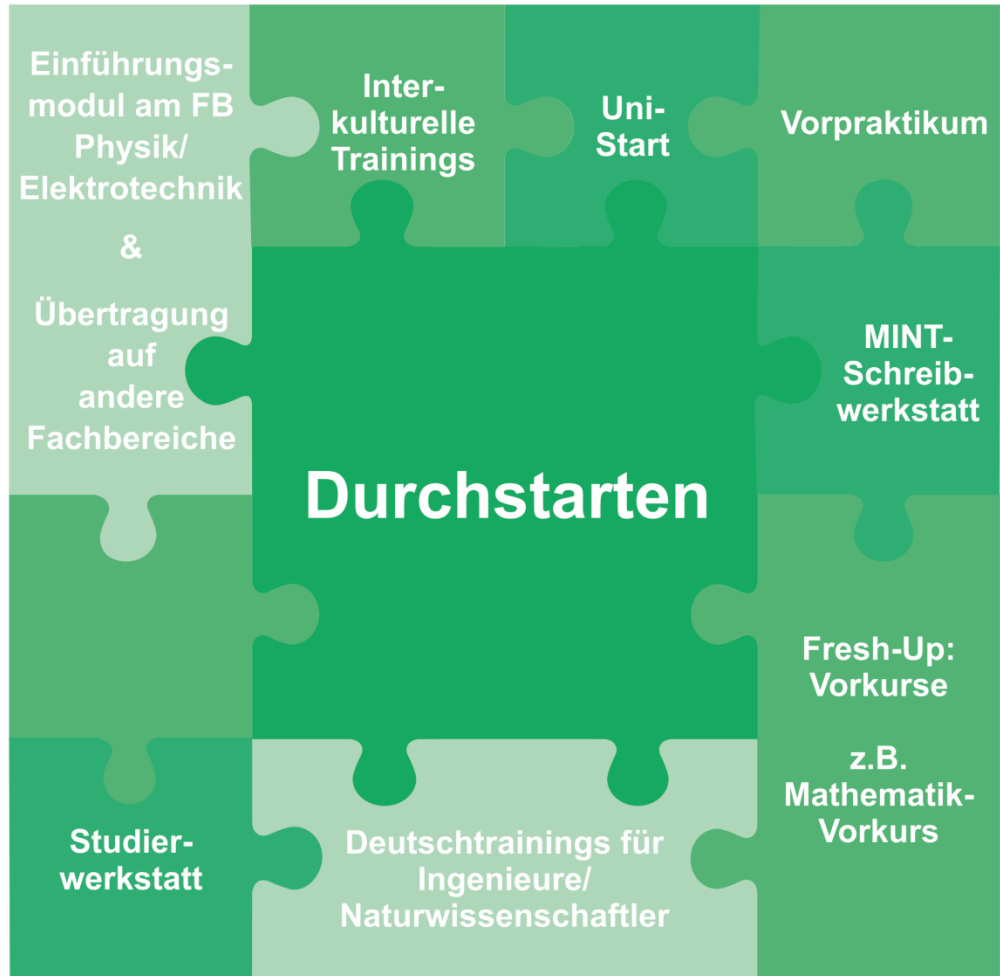 Einführungs-
modul am FB
Physik/
Elektrotechnik
&
Übertragung
auf
andere
Fachbereiche
Inter-
kulturelle
Trainings
Uni-
Start
Vorpraktikum
MINT-
Schreib-
werkstatt
Durchstarten
Fresh-Up:
Vorkurse
z.B.
Mathematik-
Vorkurs
Studier-
werkstatt
Deutschtrainings für
Ingenieure/
Naturwissenschaftler